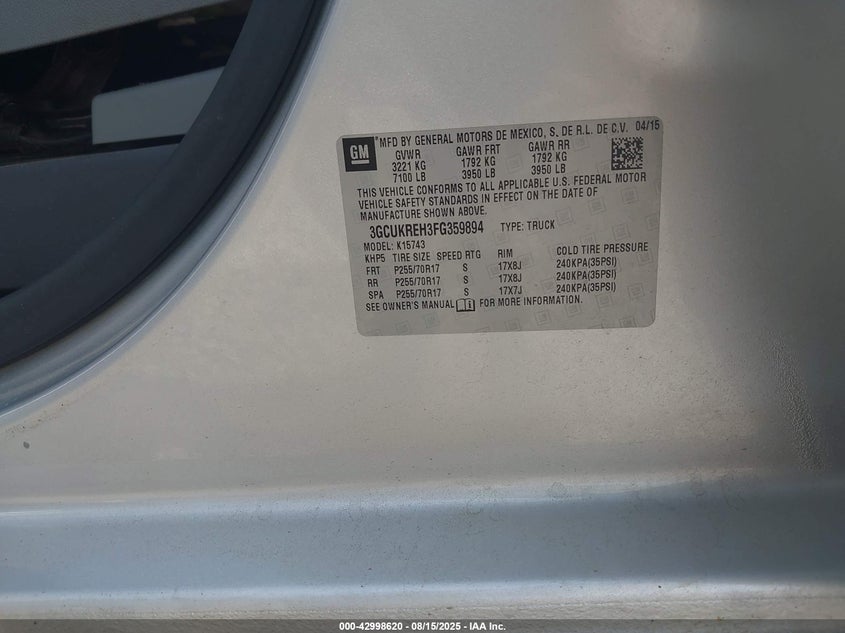 GM
® MFD BY GENERAL MOTORS DE MEXICO, S. DE R.L. DE C.V. 04/15
GVWR GAWR FRT GAWR RR
3221 KG 1792 KG 1792 KG
7100 LB 3950 LB 3950 LB
THIS VEHICLE CONFORMS TO ALL APPLICABLE U.S. FEDERAL MOTOR
VEHICLE SAFETY STANDARDS IN EFFECT ON THE DATE OF
MANUFACTURE SHOWN ABOVE.
3GCUKREH3FG359894 TYPE: TRUCK
MODEL: K15743
KHP5 TIRE SIZE SPEED RTG RIM COLD TIRE PRESSURE
FRT P255/70R17 S 17X8J 240KPA(35PSI)
RR P255/70R17 S 17X8J 240KPA(35PSI)
SPA P255/70R17 S 17X7J 240KPA(35PSI)
SEE OWNER'S MANUAL FOR MORE INFORMATION.
000-42998620 - 08/15/2025 - IAA Inc.